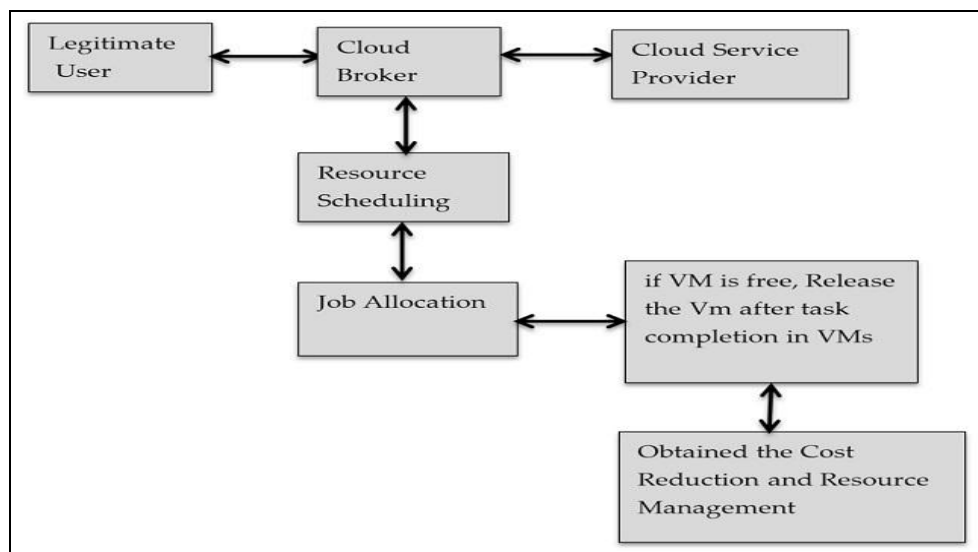 Legitimate
User
Cloud
Broker
Cloud Service
Provider
Resource
Scheduling
Job Allocation
if VM is free, Release
the Vm after task
completion in VMs
Obtained the Cost
Reduction and Resource
Management